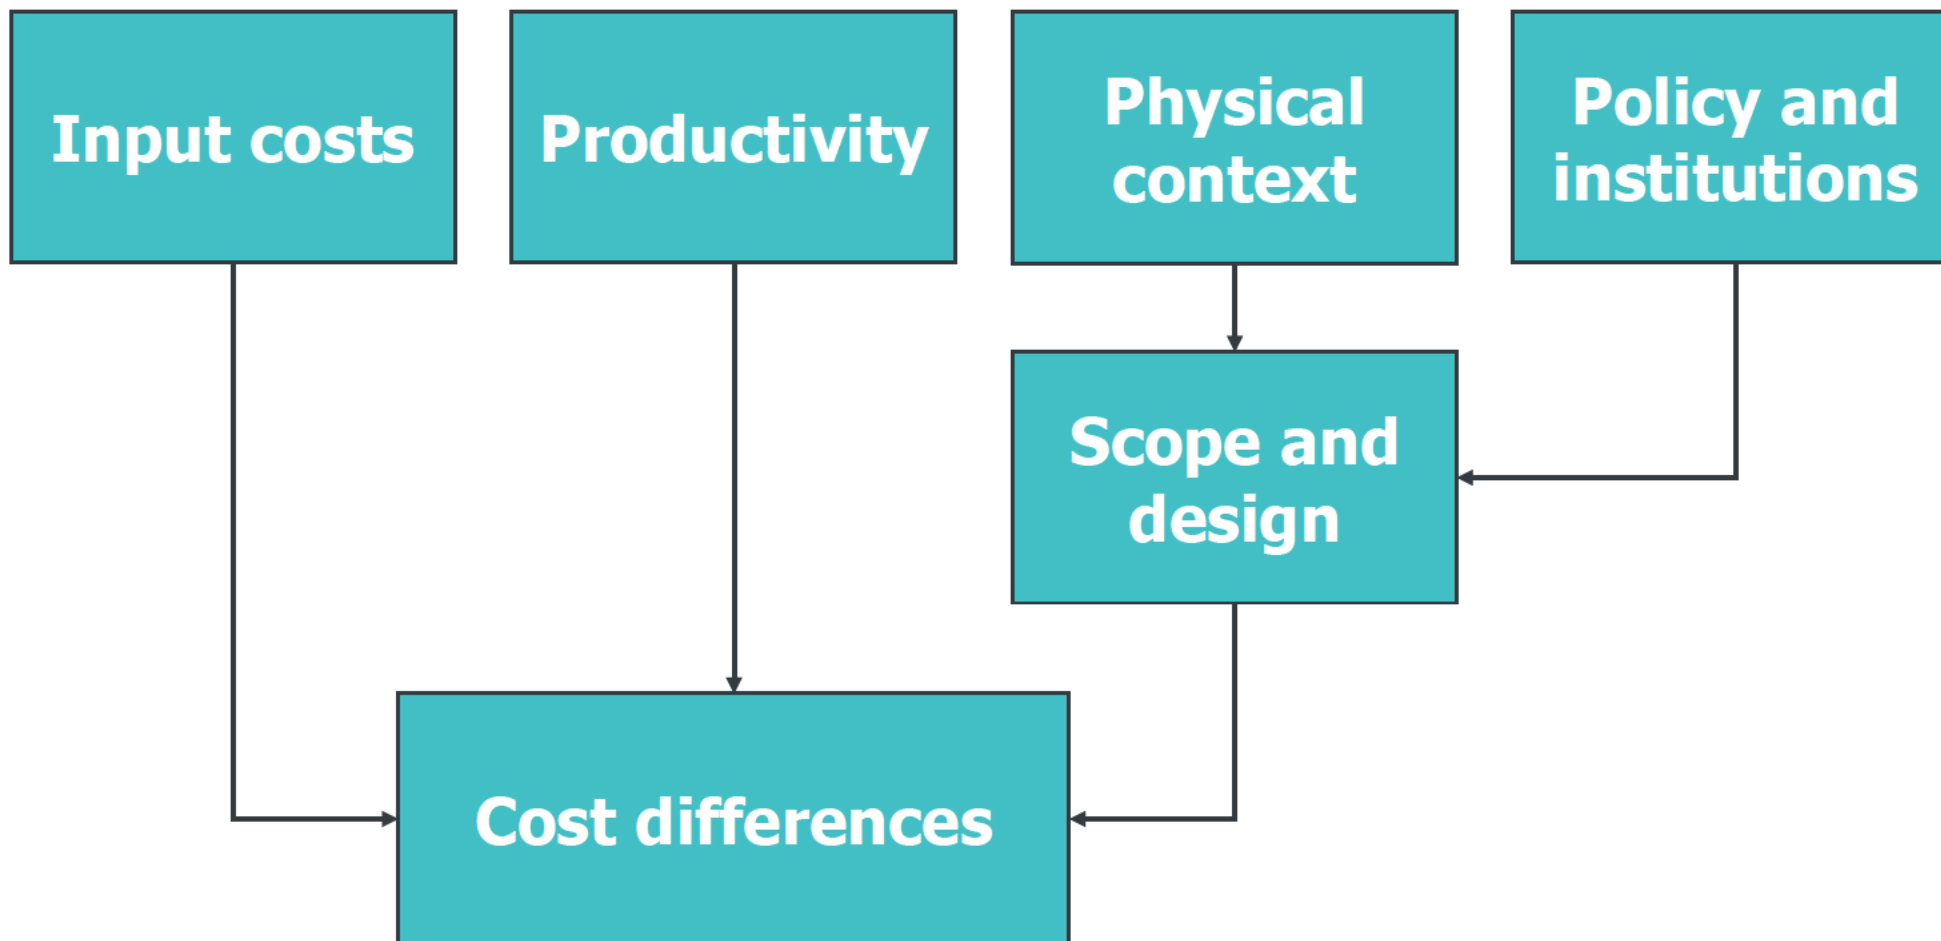 Input costs
Productivity
Physical
context
Policy and
institutions
Scope and
design
Cost differences